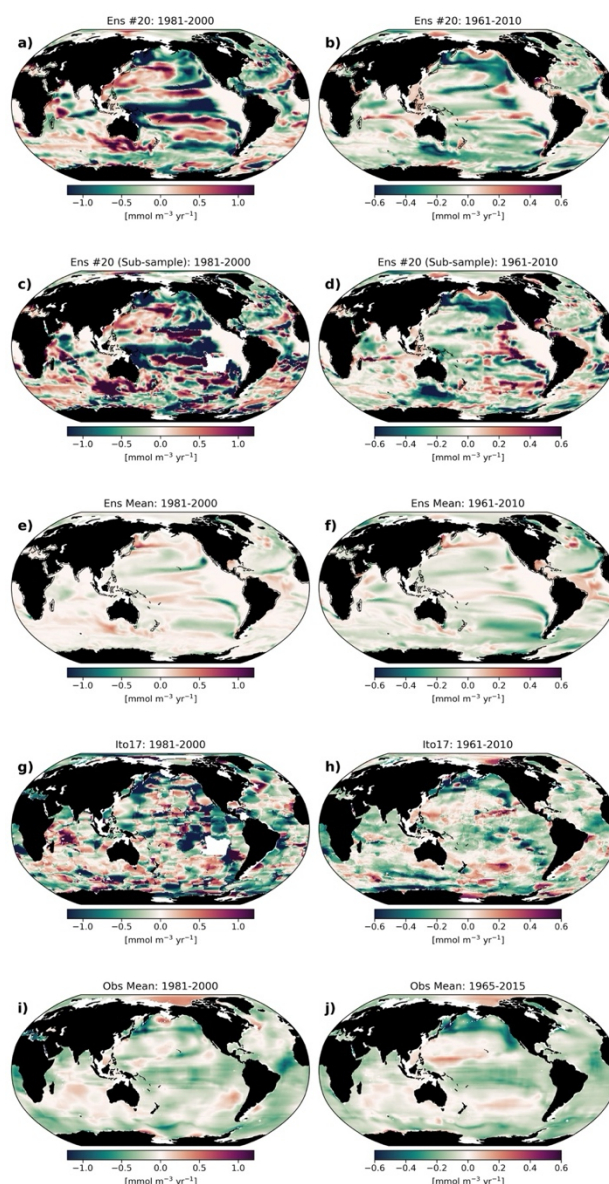 Ens #20: 1981-2000
Ens #20: 1961-2010
a)
b)
−1.0 −0.5 0.0 0.5 1.0
−0.6 −0.4 −0.2 0.0 0.2 0.4 0.6
[mmol m⁻³ yr⁻¹]
[mmol m⁻³ yr⁻¹]
Ens #20 (Sub-sample): 1981-2000
Ens #20 (Sub-sample): 1961-2010
c)
d)
−1.0 −0.5 0.0 0.5 1.0
−0.6 −0.4 −0.2 0.0 0.2 0.4 0.6
[mmol m⁻³ yr⁻¹]
[mmol m⁻³ yr⁻¹]
Ens Mean: 1981-2000
Ens Mean: 1961-2010
e)
f)
−1.0 −0.5 0.0 0.5 1.0
−0.6 −0.4 −0.2 0.0 0.2 0.4 0.6
[mmol m⁻³ yr⁻¹]
[mmol m⁻³ yr⁻¹]
Ito17: 1981-2000
Ito17: 1961-2010
g)
h)
−1.0 −0.5 0.0 0.5 1.0
−0.6 −0.4 −0.2 0.0 0.2 0.4 0.6
[mmol m⁻³ yr⁻¹]
[mmol m⁻³ yr⁻¹]
Obs Mean: 1981-2000
Obs Mean: 1965-2015
i)
j)
−1.0 −0.5 0.0 0.5 1.0
−0.6 −0.4 −0.2 0.0 0.2 0.4 0.6
[mmol m⁻³ yr⁻¹]
[mmol m⁻³ yr⁻¹]